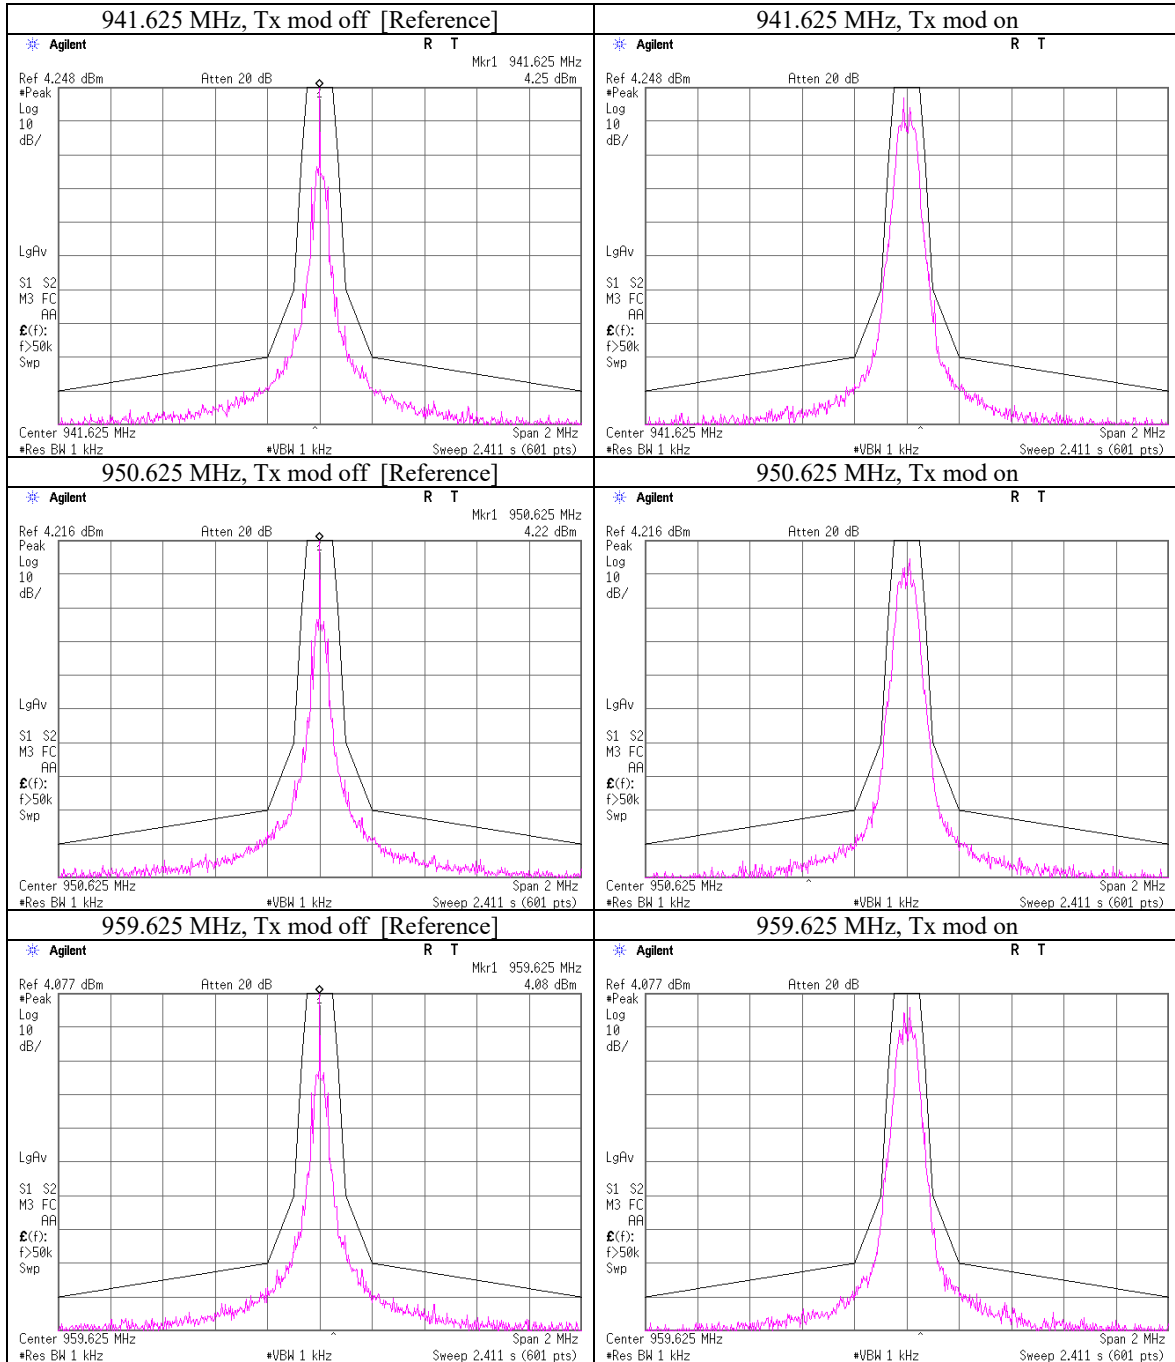 941.625 MHz, Tx mod off [Reference]
941.625 MHz, Tx mod on
Agilent
R T
Mkr1 941.625 MHz
Ref 4.248 dBm
Atten 20 dB
4.25 dBm
#Peak
Log
10
dB/
LgAv
S1 S2
M3 FC
AA
£(f):
f>50k
Swp
Center 941.625 MHz
Span 2 MHz
#Res BW 1 kHz
#VBW 1 kHz
Sweep 2.411 s (601 pts)
Agilent
R T
Ref 4.248 dBm
Atten 20 dB
#Peak
Log
10
dB/
LgAv
S1 S2
M3 FC
AA
£(f):
f>50k
Swp
Center 941.625 MHz
Span 2 MHz
#Res BW 1 kHz
#VBW 1 kHz
Sweep 2.411 s (601 pts)
950.625 MHz, Tx mod off [Reference]
950.625 MHz, Tx mod on
Agilent
R T
Mkr1 950.625 MHz
Ref 4.216 dBm
Atten 20 dB
4.22 dBm
Peak
Log
10
dB/
LgAv
S1 S2
M3 FC
AA
£(f):
f>50k
Swp
Center 950.625 MHz
Span 2 MHz
#Res BW 1 kHz
#VBW 1 kHz
Sweep 2.411 s (601 pts)
Agilent
R T
Ref 4.216 dBm
Atten 20 dB
Peak
Log
10
dB/
LgAv
S1 S2
M3 FC
AA
£(f):
f>50k
Swp
Center 950.625 MHz
Span 2 MHz
#Res BW 1 kHz
#VBW 1 kHz
Sweep 2.411 s (601 pts)
959.625 MHz, Tx mod off [Reference]
959.625 MHz, Tx mod on
Agilent
R T
Mkr1 959.625 MHz
Ref 4.077 dBm
Atten 20 dB
4.08 dBm
#Peak
Log
10
dB/
LgAv
S1 S2
M3 FC
AA
£(f):
f>50k
Swp
Center 959.625 MHz
Span 2 MHz
#Res BW 1 kHz
#VBW 1 kHz
Sweep 2.411 s (601 pts)
Agilent
R T
Ref 4.077 dBm
Atten 20 dB
#Peak
Log
10
dB/
LgAv
S1 S2
M3 FC
AA
£(f):
f>50k
Swp
Center 959.625 MHz
Span 2 MHz
#Res BW 1 kHz
#VBW 1 kHz
Sweep 2.411 s (601 pts)